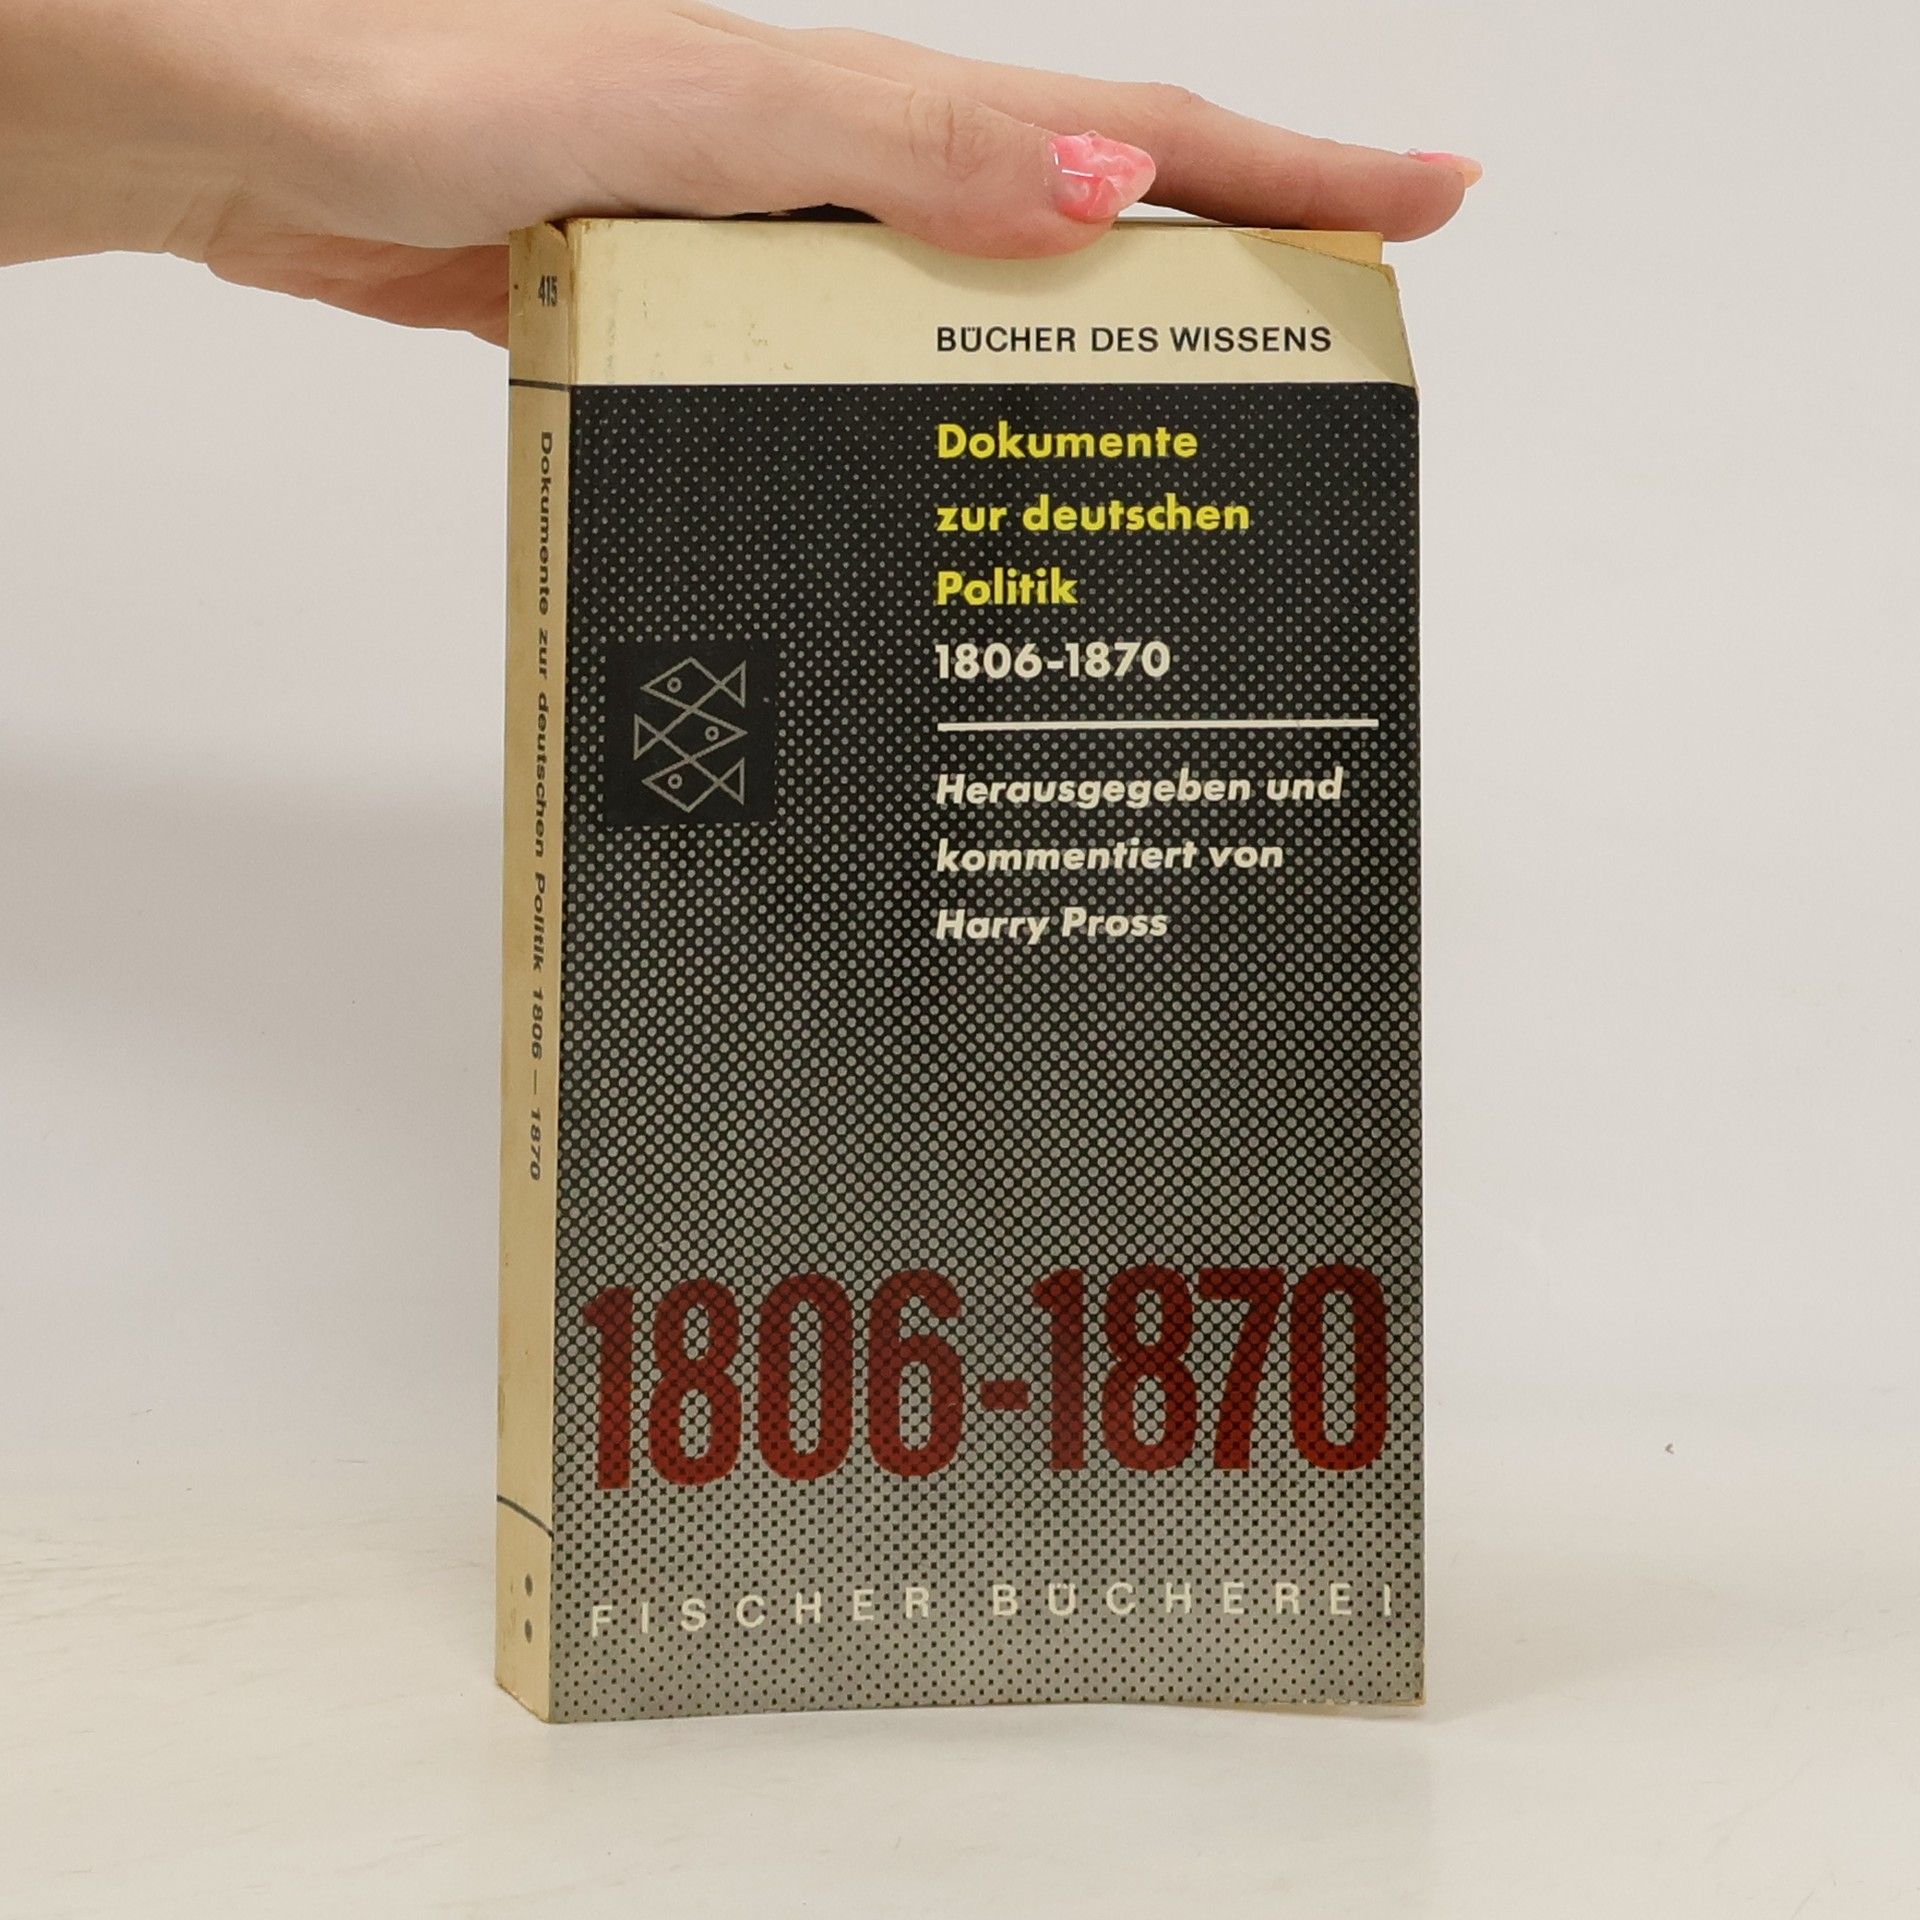 415
Dokumente zur deutschen Politik 1806 — 1870
BÜCHER DES WISSENS
Dokumente
zur deutschen
Politik
1806-1870
Herausgegeben und
kommentiert von
Harry Pross
1806-1870
FISCHER BÜCHEREI